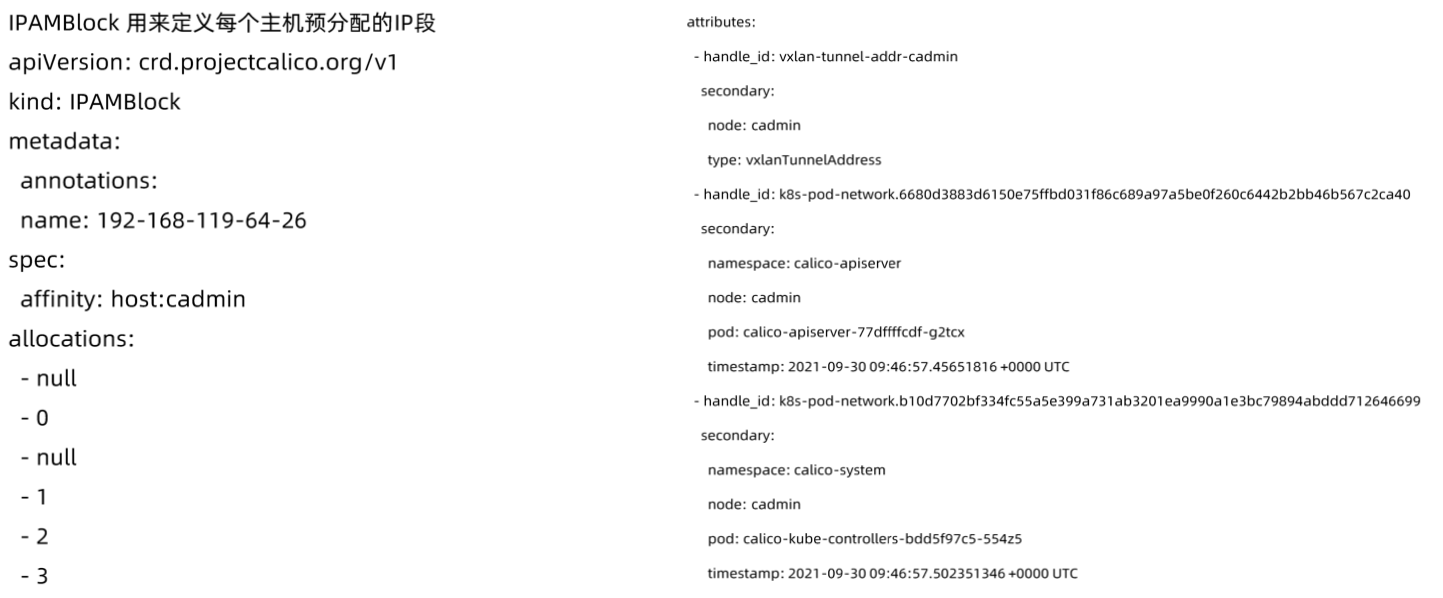 IPAMBlock 用来定义每个主机预分配的IP段
apiVersion: crd.projectcalico.org/v1
kind: IPAMBlock
metadata:
  annotations:
  name: 192-168-119-64-26
spec:
  affinity: host:cadmin
allocations:
  - null
  - 0
  - null
  - 1
  - 2
  - 3
attributes:
  - handle_id: vxlan-tunnel-addr-cadmin
    secondary:
      node: cadmin
      type: vxlanTunnelAddress
  - handle_id: k8s-pod-network.6680d3883d6150e75ffbd031f86c689a97a5be0f260c6442b2bb46b567c2ca40
    secondary:
      namespace: calico-apiserver
      node: cadmin
      pod: calico-apiserver-77dffffcdf-g2tcx
      timestamp: 2021-09-30 09:46:57.45651816 +0000 UTC
  - handle_id: k8s-pod-network.b10d7702bf334fc55a5e399a731ab3201ea9990a1e3bc79894abddd712646699
    secondary:
      namespace: calico-system
      node: cadmin
      pod: calico-kube-controllers-bdd5f97c5-554z5
      timestamp: 2021-09-30 09:46:57.502351346 +0000 UTC